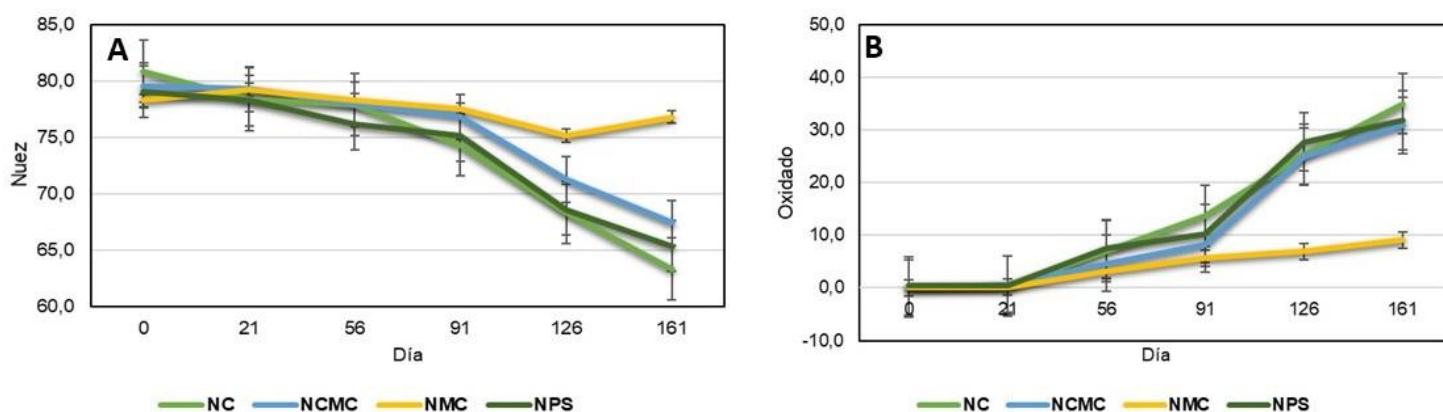 A
85,0
80,0
75,0
70,0
65,0
60,0
Nuez
0 21 56 91 126 161
Día
NC NCMC NMC NPS
B
50,0
40,0
30,0
20,0
10,0
0,0
-10,0
Oxidado
0 21 56 91 126 161
Día
NC NCMC NMC NPS